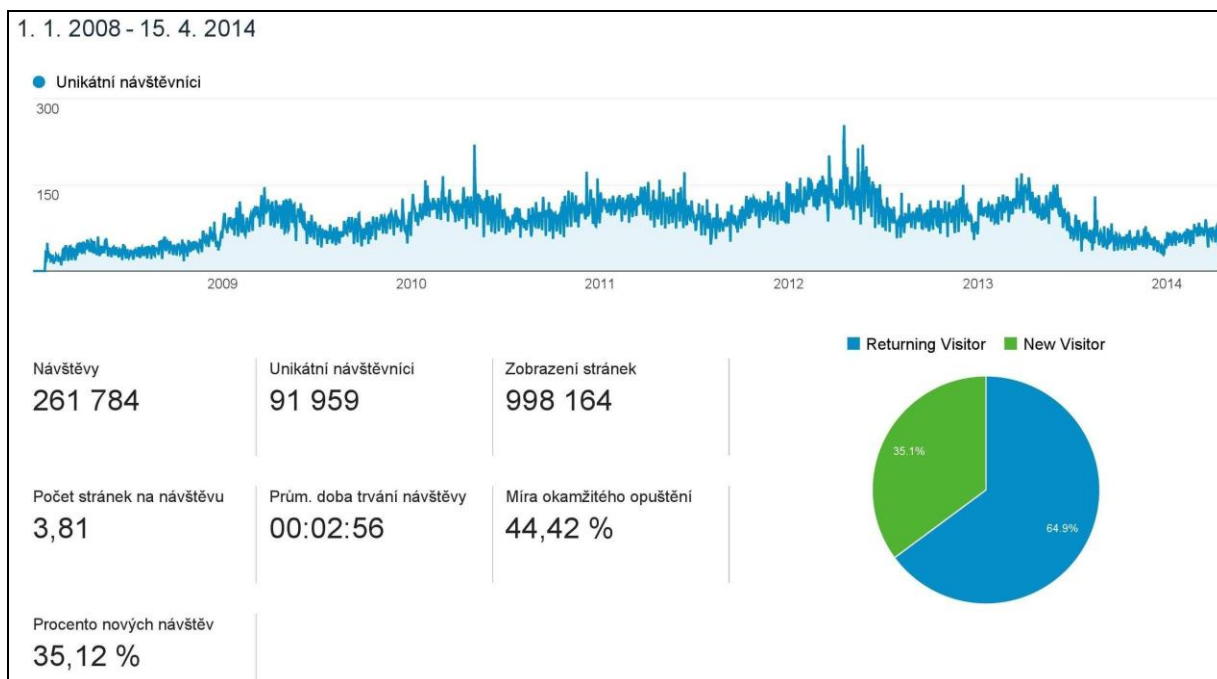 1. 1. 2008 - 15. 4. 2014
Unikátní návštěvníci
300
150
2009 2010 2011 2012 2013 2014
Returning Visitor New Visitor
Návštěvy Unikátní návštěvníci Zobrazení stránek
261 784 91 959 998 164
35.1%
64.9%
Počet stránek na návštěvu Prům. doba trvání návštěvy Míra okamžitého opuštění
3,81 00:02:56 44,42 %
Procento nových návštěv
35,12 %